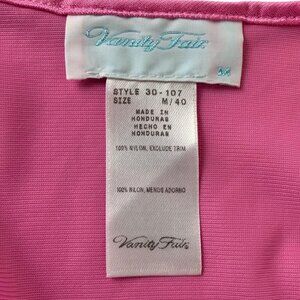 Vanity Fair
STYLE 30-107
SIZE M/40
MADE IN
HONDURAS
HECHO EN
HONDURAS
100% NYLON, EXCLUDE TRIM
100% NILON, MENOS ADORNO
Vanity Fair